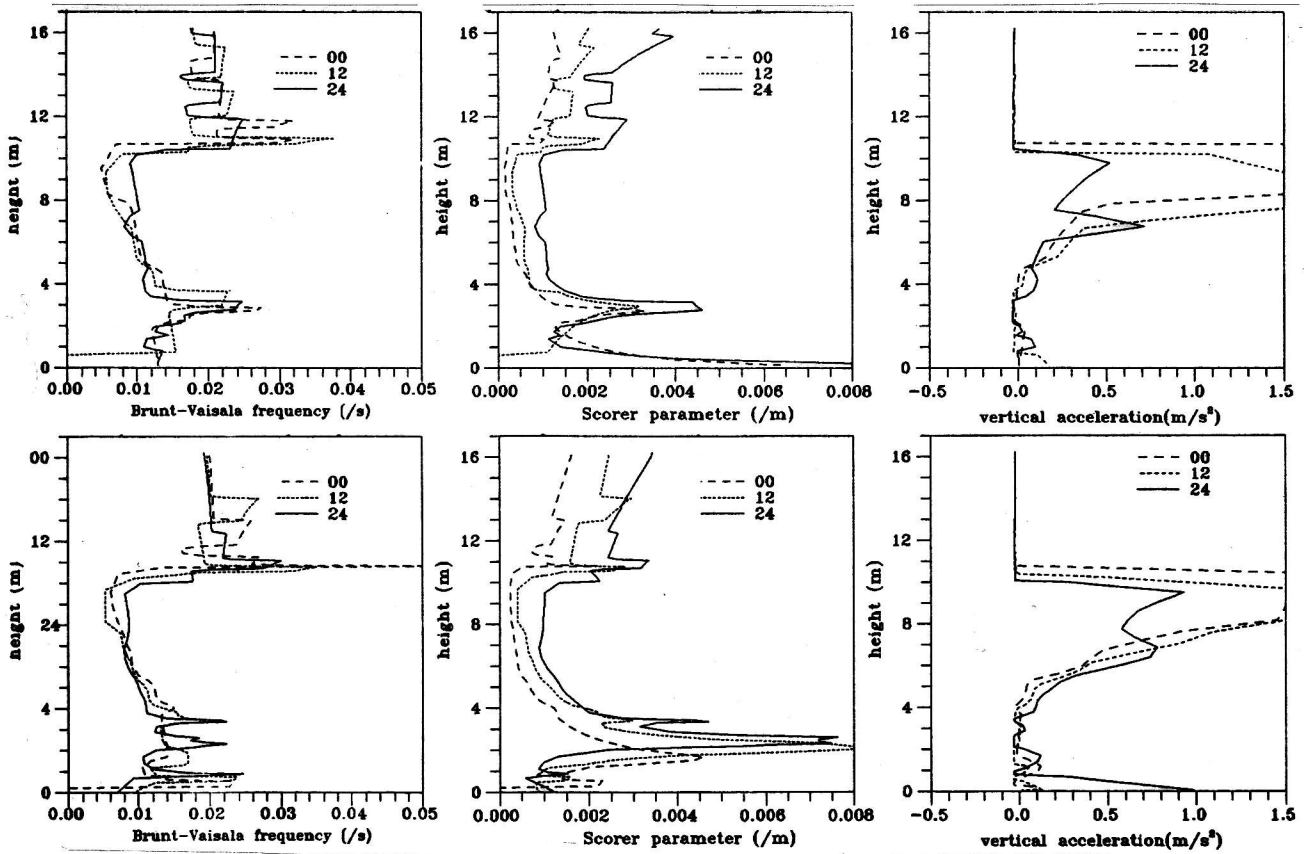 16
12
8
4
0
height (m)
00
12
24
0.00 0.01 0.02 0.03 0.04 0.05
Brunt-Vaisala frequency (/s)
16
12
8
4
0
height (m)
00
12
24
0.000 0.002 0.004 0.006 0.008
Scorer parameter (/m)
16
12
8
4
0
height (m)
00
12
24
-0.5 0.0 0.5 1.0 1.5
vertical acceleration(m/s²)
00
12
24
4
0
height (m)
00
12
24
0.00 0.01 0.02 0.03 0.04 0.05
Brunt-Vaisala frequency (/s)
16
12
8
4
0
height (m)
00
12
24
0.000 0.002 0.004 0.006 0.008
Scorer parameter (/m)
16
12
8
4
0
height (m)
00
12
24
-0.5 0.0 0.5 1.0 1.5
vertical acceleration(m/s²)